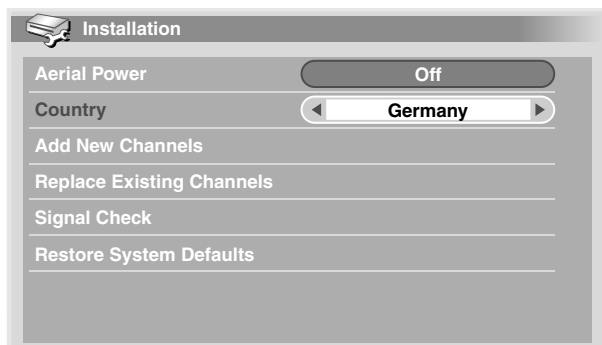 Installation
Aerial Power Off
Country Germany
Add New Channels
Replace Existing Channels
Signal Check
Restore System Defaults